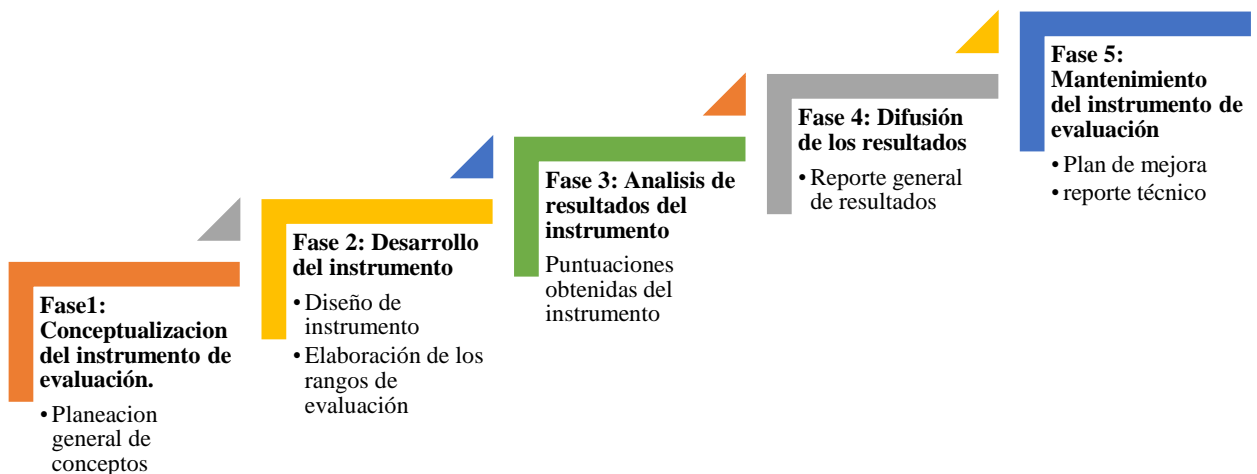 Fase1:
Conceptualizacion
del instrumento de
evaluación.
• Planeacion
general de
conceptos
Fase 2: Desarrollo
del instrumento
• Diseño de
instrumento
• Elaboración de los
rangos de
evaluación
Fase 3: Analisis de
resultados del
instrumento
Puntuaciones
obtenidas del
instrumento
Fase 4: Difusión
de los resultados
• Reporte general
de resultados
Fase 5:
Mantenimiento
del instrumento de
evaluación
• Plan de mejora
• reporte técnico